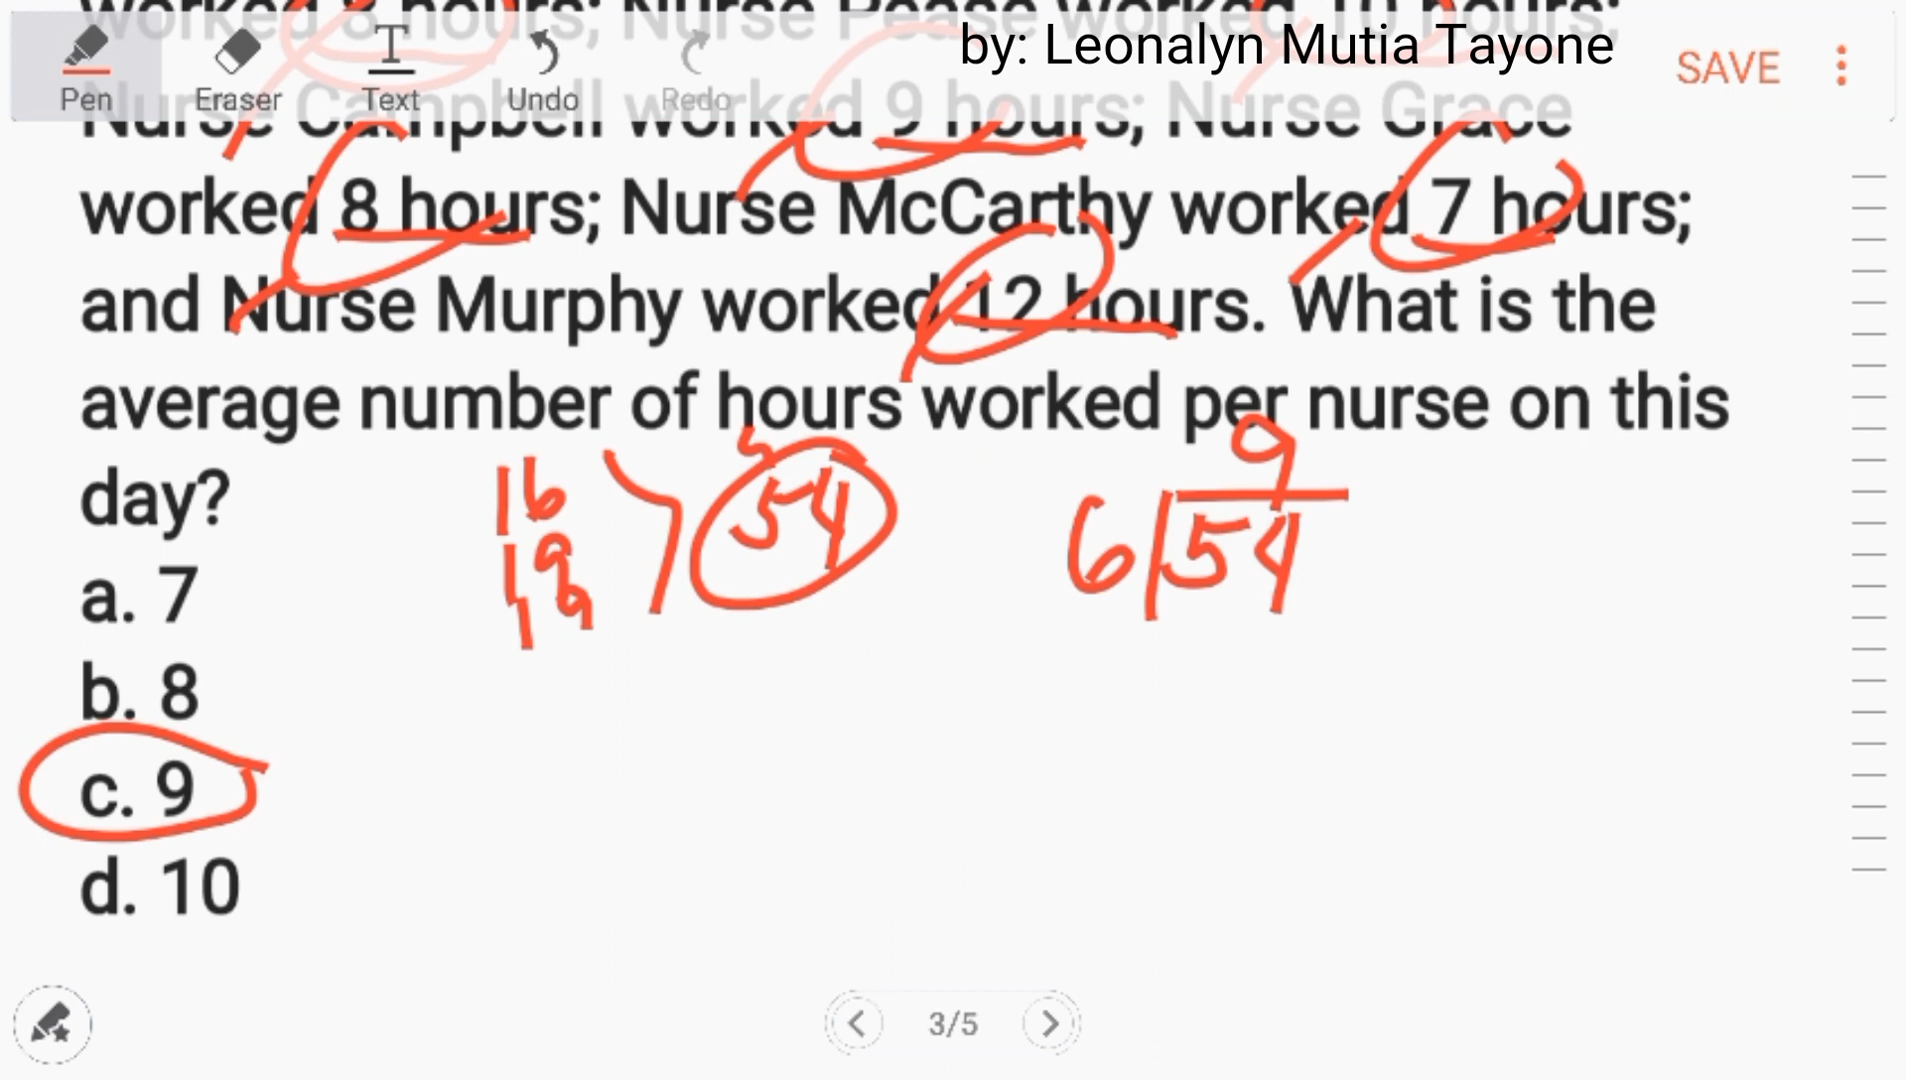 worked 8 hours; Nurse Pease worked 10 hours;
by: Leonalyn Mutia Tayone
SAVE
Pen Eraser Text Undo Redo
Nurse Campbell worked 9 hours; Nurse Grace
worked 8 hours; Nurse McCarthy worked 7 hours;
and Nurse Murphy worked 12 hours. What is the
average number of hours worked per nurse on this
day?
16
19
19
54
9
6 54
a. 7
b. 8
c. 9
d. 10
3/5